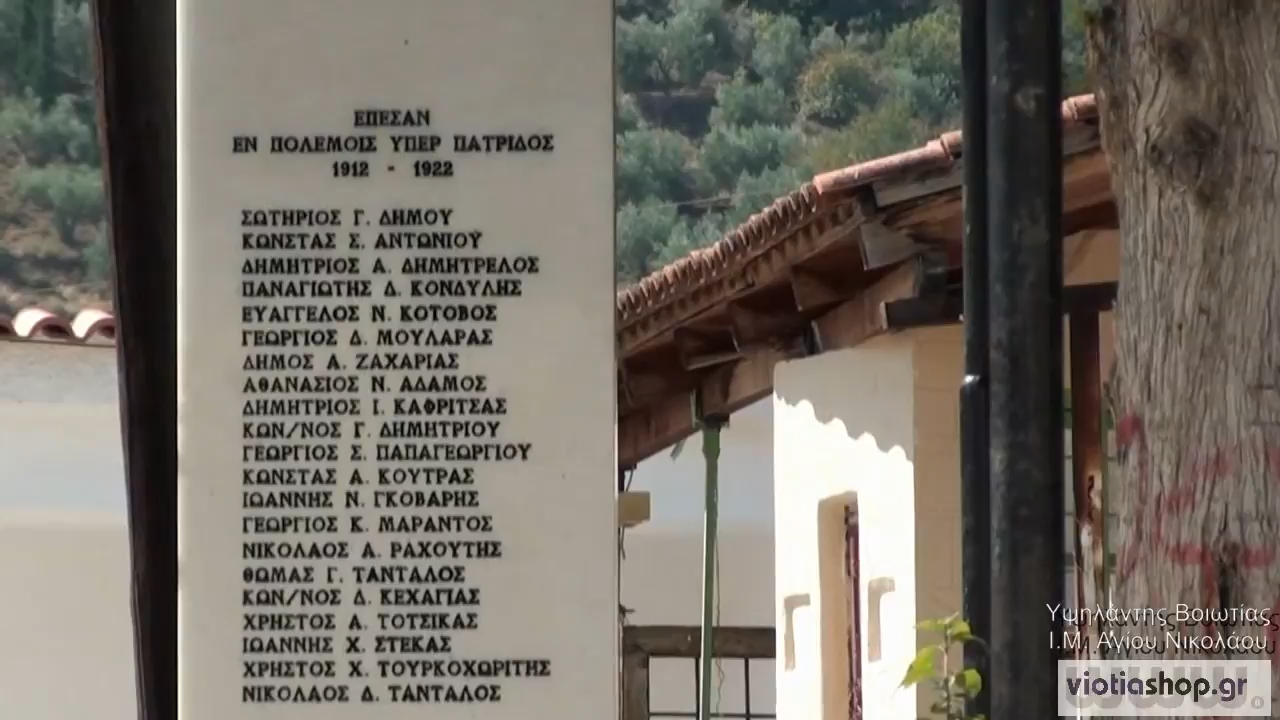 ΕΠΕΣΑΝ
ΕΝ ΠΟΛΕΜΟΙΣ ΥΠΕΡ ΠΑΤΡΙΔΟΣ
1912 - 1922
ΣΩΤΗΡΙΟΣ Γ. ΔΗΜΟΥ
ΚΩΝΣΤΑΣ Σ. ΑΝΤΩΝΙΟΥ
ΔΗΜΗΤΡΙΟΣ Α. ΔΗΜΗΤΡΕΛΟΣ
ΠΑΝΑΓΙΩΤΗΣ Δ. ΚΟΝΔΥΛΗΣ
ΕΥΑΓΓΕΛΟΣ Ν. ΚΟΤΟΒΟΣ
ΓΕΩΡΓΙΟΣ Δ. ΜΟΥΛΑΡΑΣ
ΔΗΜΟΣ Α. ΖΑΧΑΡΙΑΣ
ΑΘΑΝΑΣΙΟΣ Ν. ΑΔΑΜΟΣ
ΔΗΜΗΤΡΙΟΣ Ι. ΚΑΦΡΙΤΣΑΣ
ΚΩΝ/ΝΟΣ Γ. ΔΗΜΗΤΡΙΟΥ
ΓΕΩΡΓΙΟΣ Σ. ΠΑΠΑΓΕΩΡΓΙΟΥ
ΚΩΝΣΤΑΣ Α. ΚΟΥΤΡΑΣ
ΙΩΑΝΝΗΣ Ν. ΓΚΟΒΑΡΗΣ
ΓΕΩΡΓΙΟΣ Κ. ΜΑΡΑΝΤΟΣ
ΝΙΚΟΛΑΟΣ Α. ΡΑΧΟΥΤΗΣ
ΘΩΜΑΣ Γ. ΤΑΝΤΑΛΟΣ
ΚΩΝ/ΝΟΣ Δ. ΚΕΧΑΓΙΑΣ
ΧΡΗΣΤΟΣ Α. ΤΟΤΣΙΚΑΣ
ΙΩΑΝΝΗΣ Χ. ΣΤΕΚΑΣ
ΧΡΗΣΤΟΣ Χ. ΤΟΥΡΚΟΧΩΡΙΤΗΣ
ΝΙΚΟΛΑΟΣ Δ. ΤΑΝΤΑΛΟΣ
Υψηλάντης Βοιωτίας
Ι.Μ. Αγίου Νικολάου
viotiashop.gr